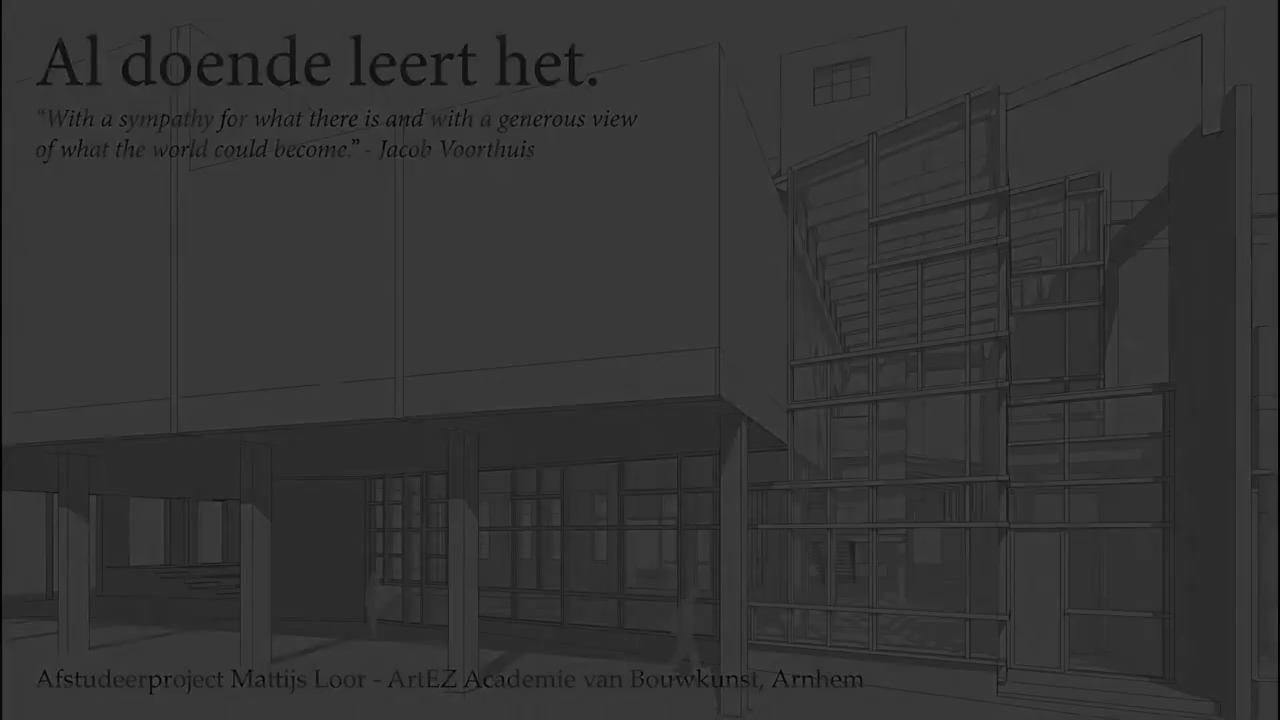 Al doende leert het.
“With a sympathy for what there is and with a generous view
of what the world could become.” - Jacob Voorthuis
Afstudeerproject Mattijs Loor - ArtEZ Academie van Bouwkunst, Arnhem